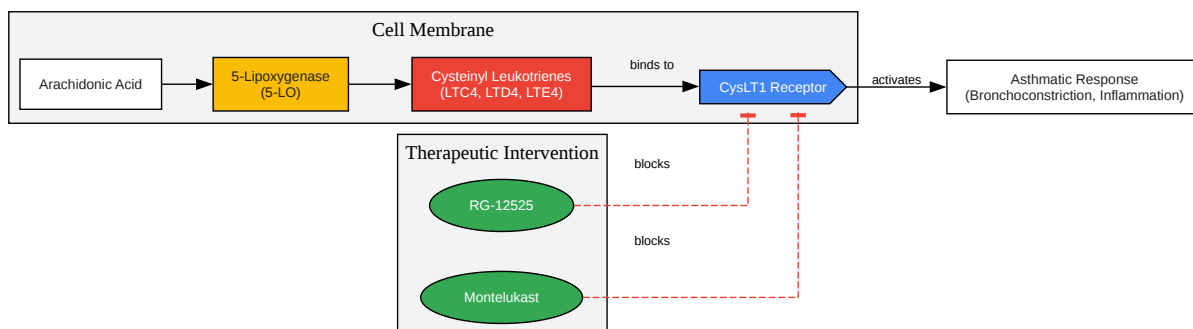 Cell Membrane
Arachidonic Acid
5-Lipoxygenase
(5-LO)
Cysteinyl Leukotrienes
(LTC4, LTD4, LTE4)
binds to
CysLT1 Receptor
activates
Asthmatic Response
(Bronchoconstriction, Inflammation)
Therapeutic Intervention
blocks
RG-12525
blocks
Montelukast